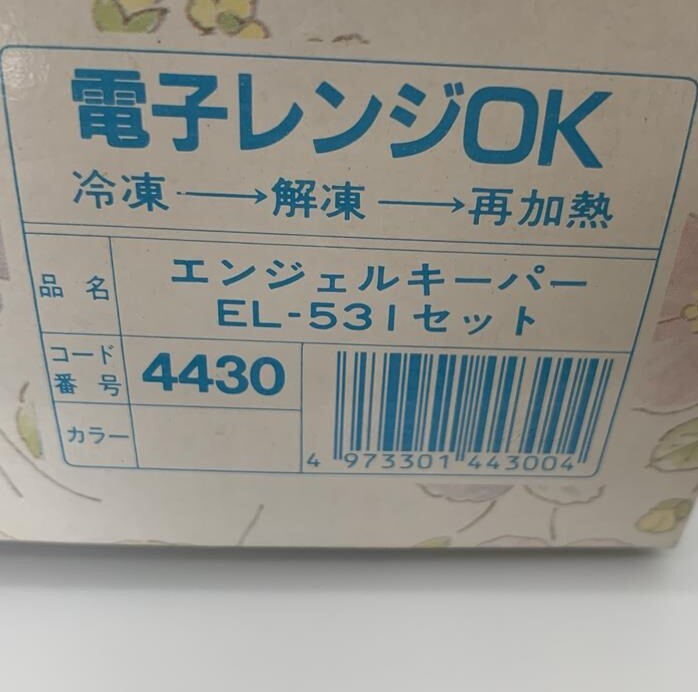 電子レンジOK
冷凍→解凍→再加熱
品名 エンジェルキーパー
EL-531セット
コード番号 4430
カラー
4 973301 443004